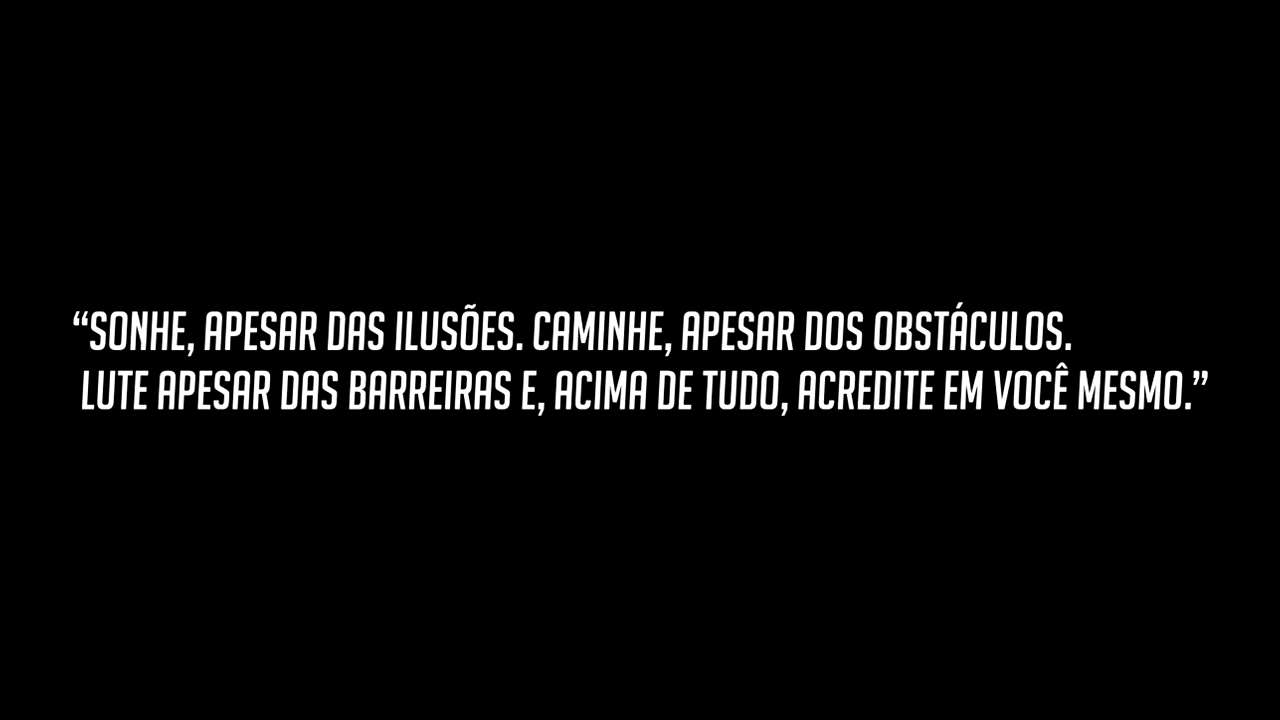 “SONHE, APESAR DAS ILUSÕES. CAMINHE, APESAR DOS OBSTÁCULOS.
LUTE APESAR DAS BARREIRAS E, ACIMA DE TUDO, ACREDITE EM VOCÊ MESMO.”